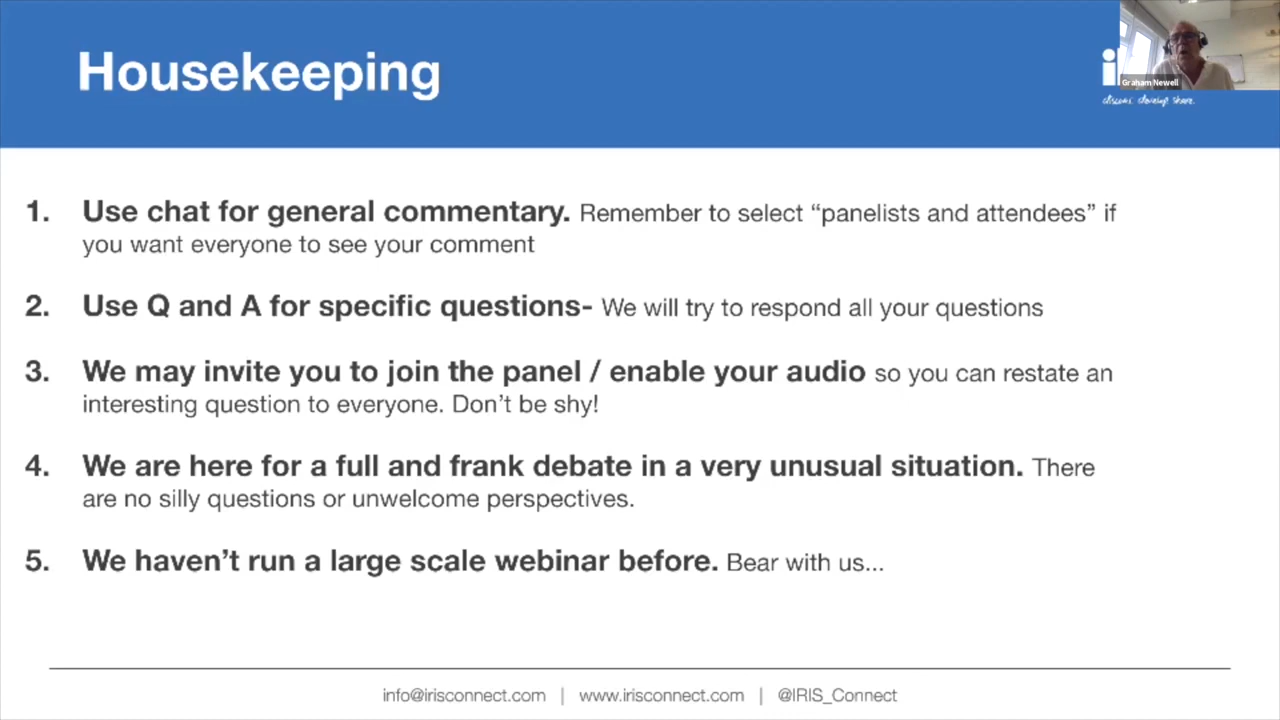 Housekeeping
Graham Newell
discover. develop. share.
1. Use chat for general commentary. Remember to select “panelists and attendees” if
you want everyone to see your comment
2. Use Q and A for specific questions- We will try to respond all your questions
3. We may invite you to join the panel / enable your audio so you can restate an
interesting question to everyone. Don’t be shy!
4. We are here for a full and frank debate in a very unusual situation. There
are no silly questions or unwelcome perspectives.
5. We haven’t run a large scale webinar before. Bear with us...
info@irisconnect.com | www.irisconnect.com | @IRIS_Connect